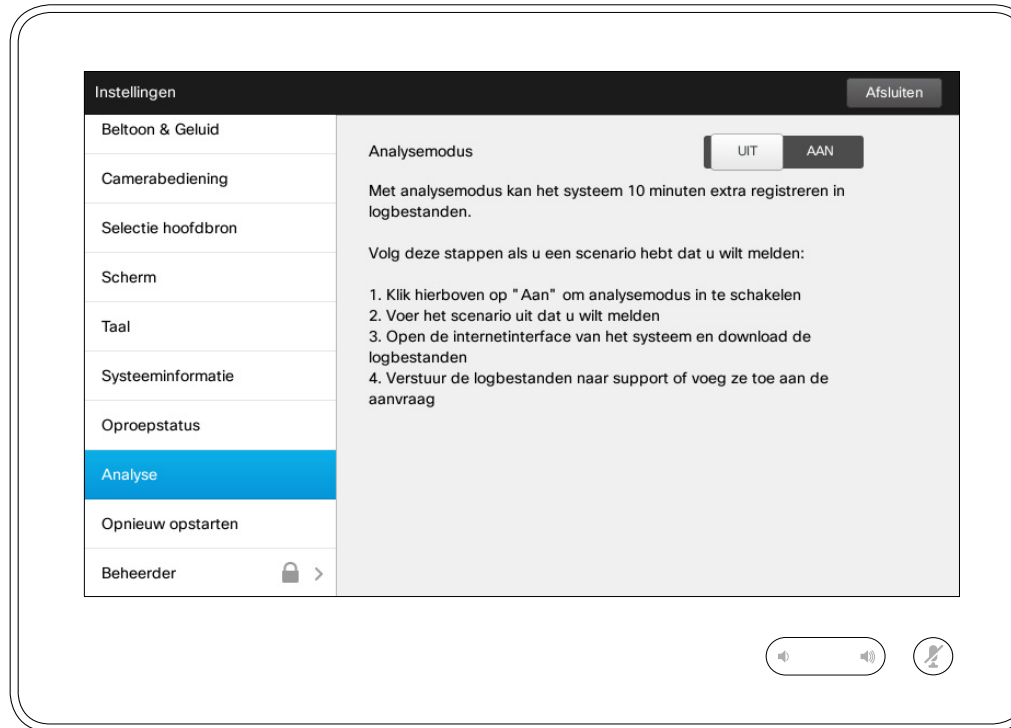 Instellingen
Afsluiten
Beltoon & Geluid
Camerabediening
Selectie hoofdbron
Scherm
Taal
Systeeminformatie
Oproepstatus
Analyse
Opnieuw opstarten
Beheerder
Analysemodus
UIT
AAN
Met analysemodus kan het systeem 10 minuten extra registreren in
logbestanden.
Volg deze stappen als u een scenario hebt dat u wilt melden:
1. Klik hierboven op "Aan" om analysemodus in te schakelen
2. Voer het scenario uit dat u wilt melden
3. Open de internetinterface van het systeem en download de
logbestanden
4. Verstuur de logbestanden naar support of voeg ze toe aan de
aanvraag